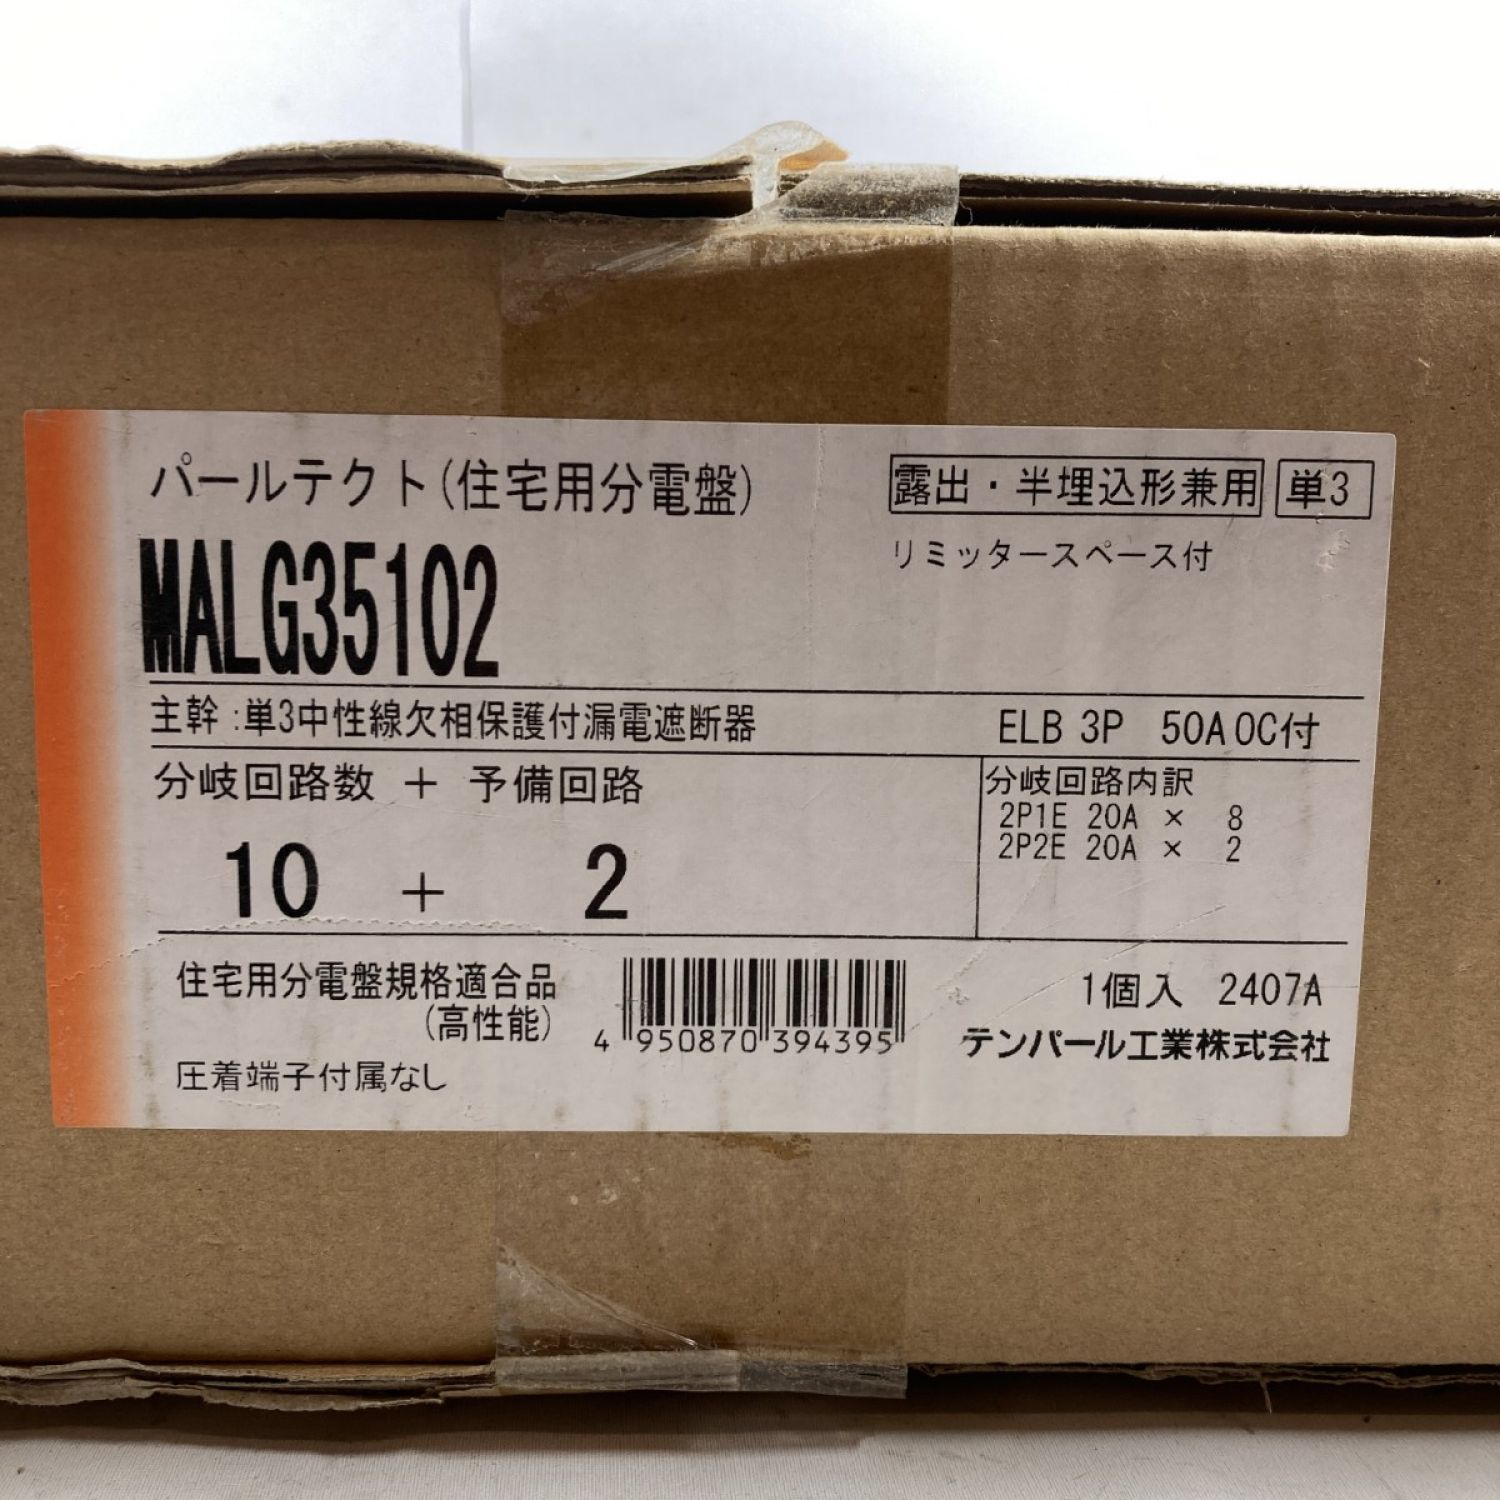 パールテクト(住宅用分電盤)
露出・半埋込形兼用 単3
MALG35102
リミッタースペース付
主幹:単3中性線欠相保護付漏電遮断器 ELB 3P 50A OC付
分岐回路数 + 予備回路
10 + 2
分岐回路内訳
2P1E 20A × 8
2P2E 20A × 2
住宅用分電盤規格適合品
(高性能)
圧着端子付属なし
4 950870 394395
1個入 2407A
テンパール工業株式会社